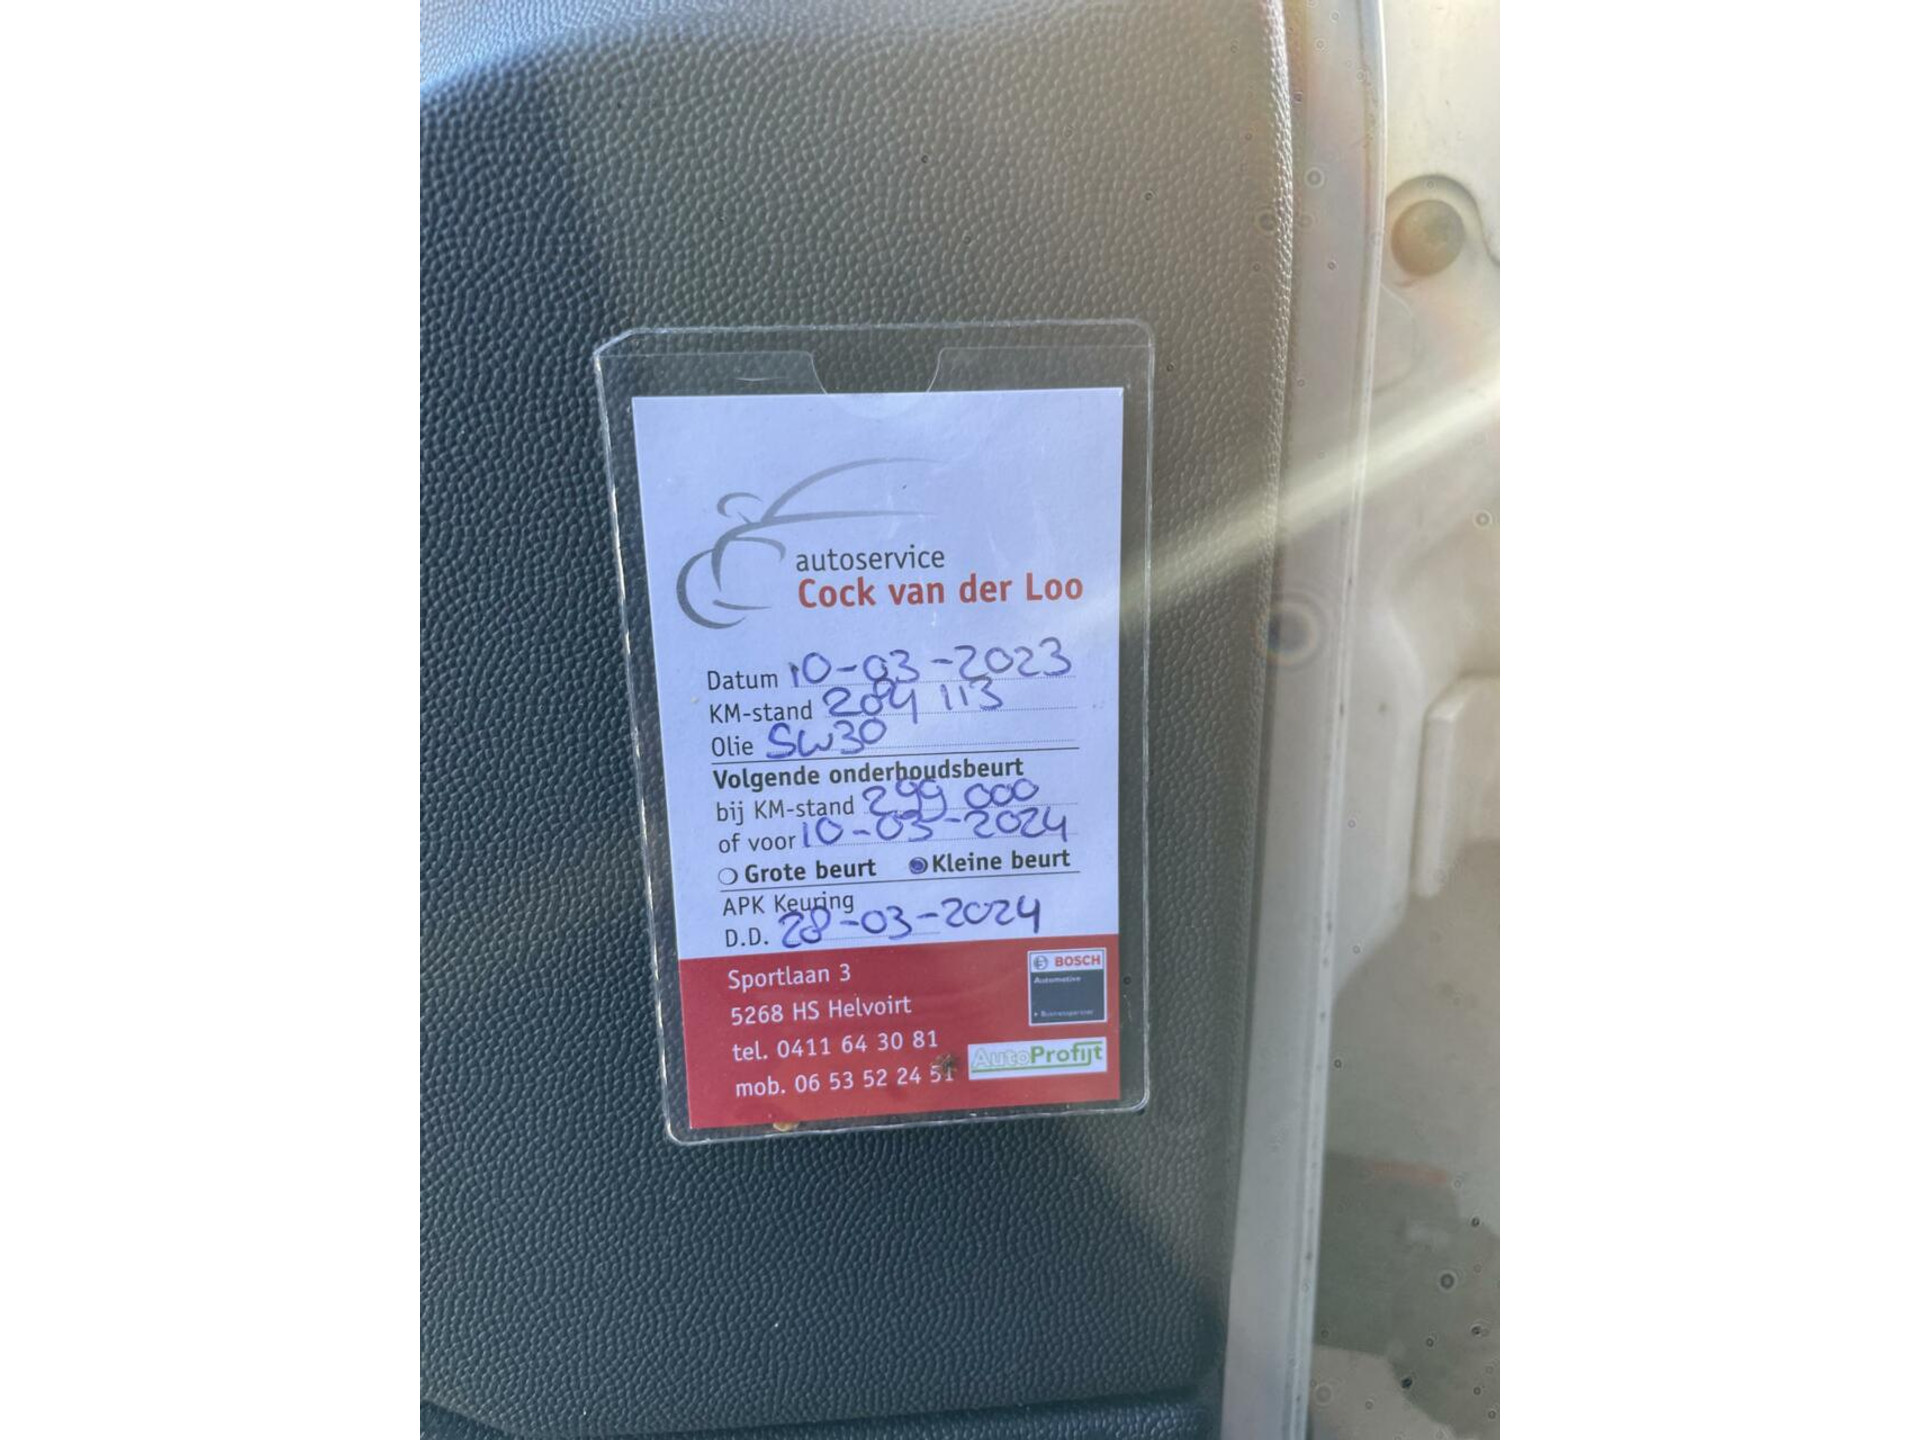 autoservice
Cock van der Loo
Datum 10-03-2023
KM-stand 284 113
Olie 5W30
Volgende onderhoudsbeurt
bij KM-stand 299 000
of voor 10-03-2024
Grote beurt Kleine beurt
APK Keuring
D.D. 28-03-2024
Sportlaan 3
5268 HS Helvoirt
tel. 0411 64 30 81
mob. 06 53 52 24 51
BOSCH
Automotive
AutoProfijt